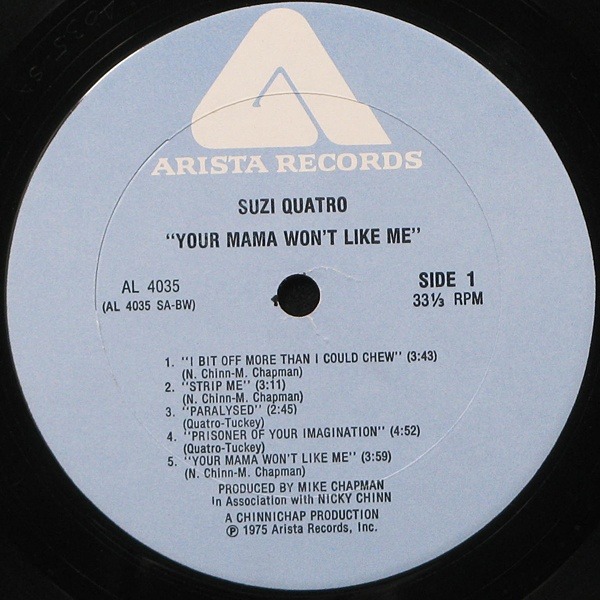 ARISTA RECORDS
SUZI QUATRO
"YOUR MAMA WON'T LIKE ME"
AL 4035
(AL 4035 SA-BW)
SIDE 1
33⅓ RPM
1. "I BIT OFF MORE THAN I COULD CHEW" (3:43)
(N. Chinn-M. Chapman)
2. "STRIP ME" (3:11)
(N. Chinn-M. Chapman)
3. "PARALYSED" (2:45)
(Quatro-Tuckey)
4. "PRISONER OF YOUR IMAGINATION" (4:52)
(Quatro-Tuckey)
5. "YOUR MAMA WON'T LIKE ME" (3:59)
(N. Chinn-M. Chapman)
PRODUCED BY MIKE CHAPMAN
In Association with NICKY CHINN
A CHINNICHAP PRODUCTION
℗ 1975 Arista Records, Inc.